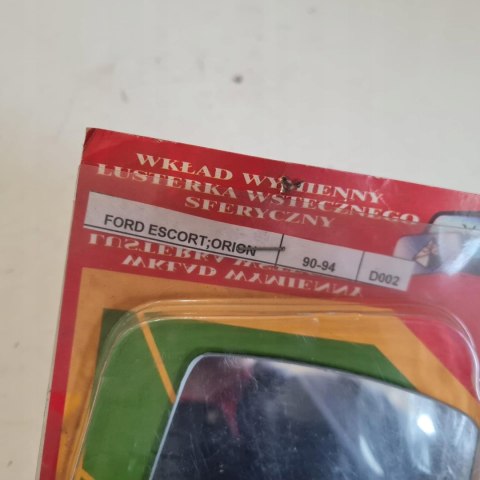 WKŁAD WYMIENNY
LUSTERKA WSTECZNEGO
SFERYCZNY
FORD ESCORT;ORION 90-94 D002